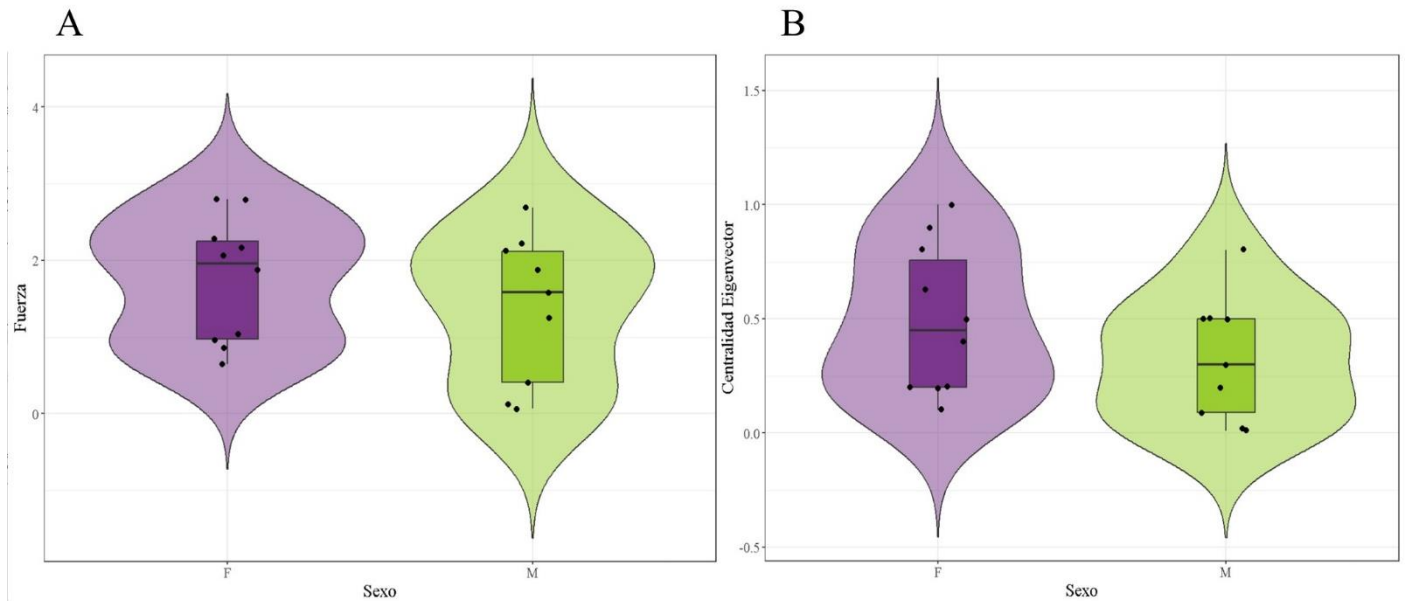 A
4
2
0
Fuerza
F
M
Sexo
B
1.5
1.0
0.5
0.0
-0.5
Centralidad Eigenvector
F
M
Sexo